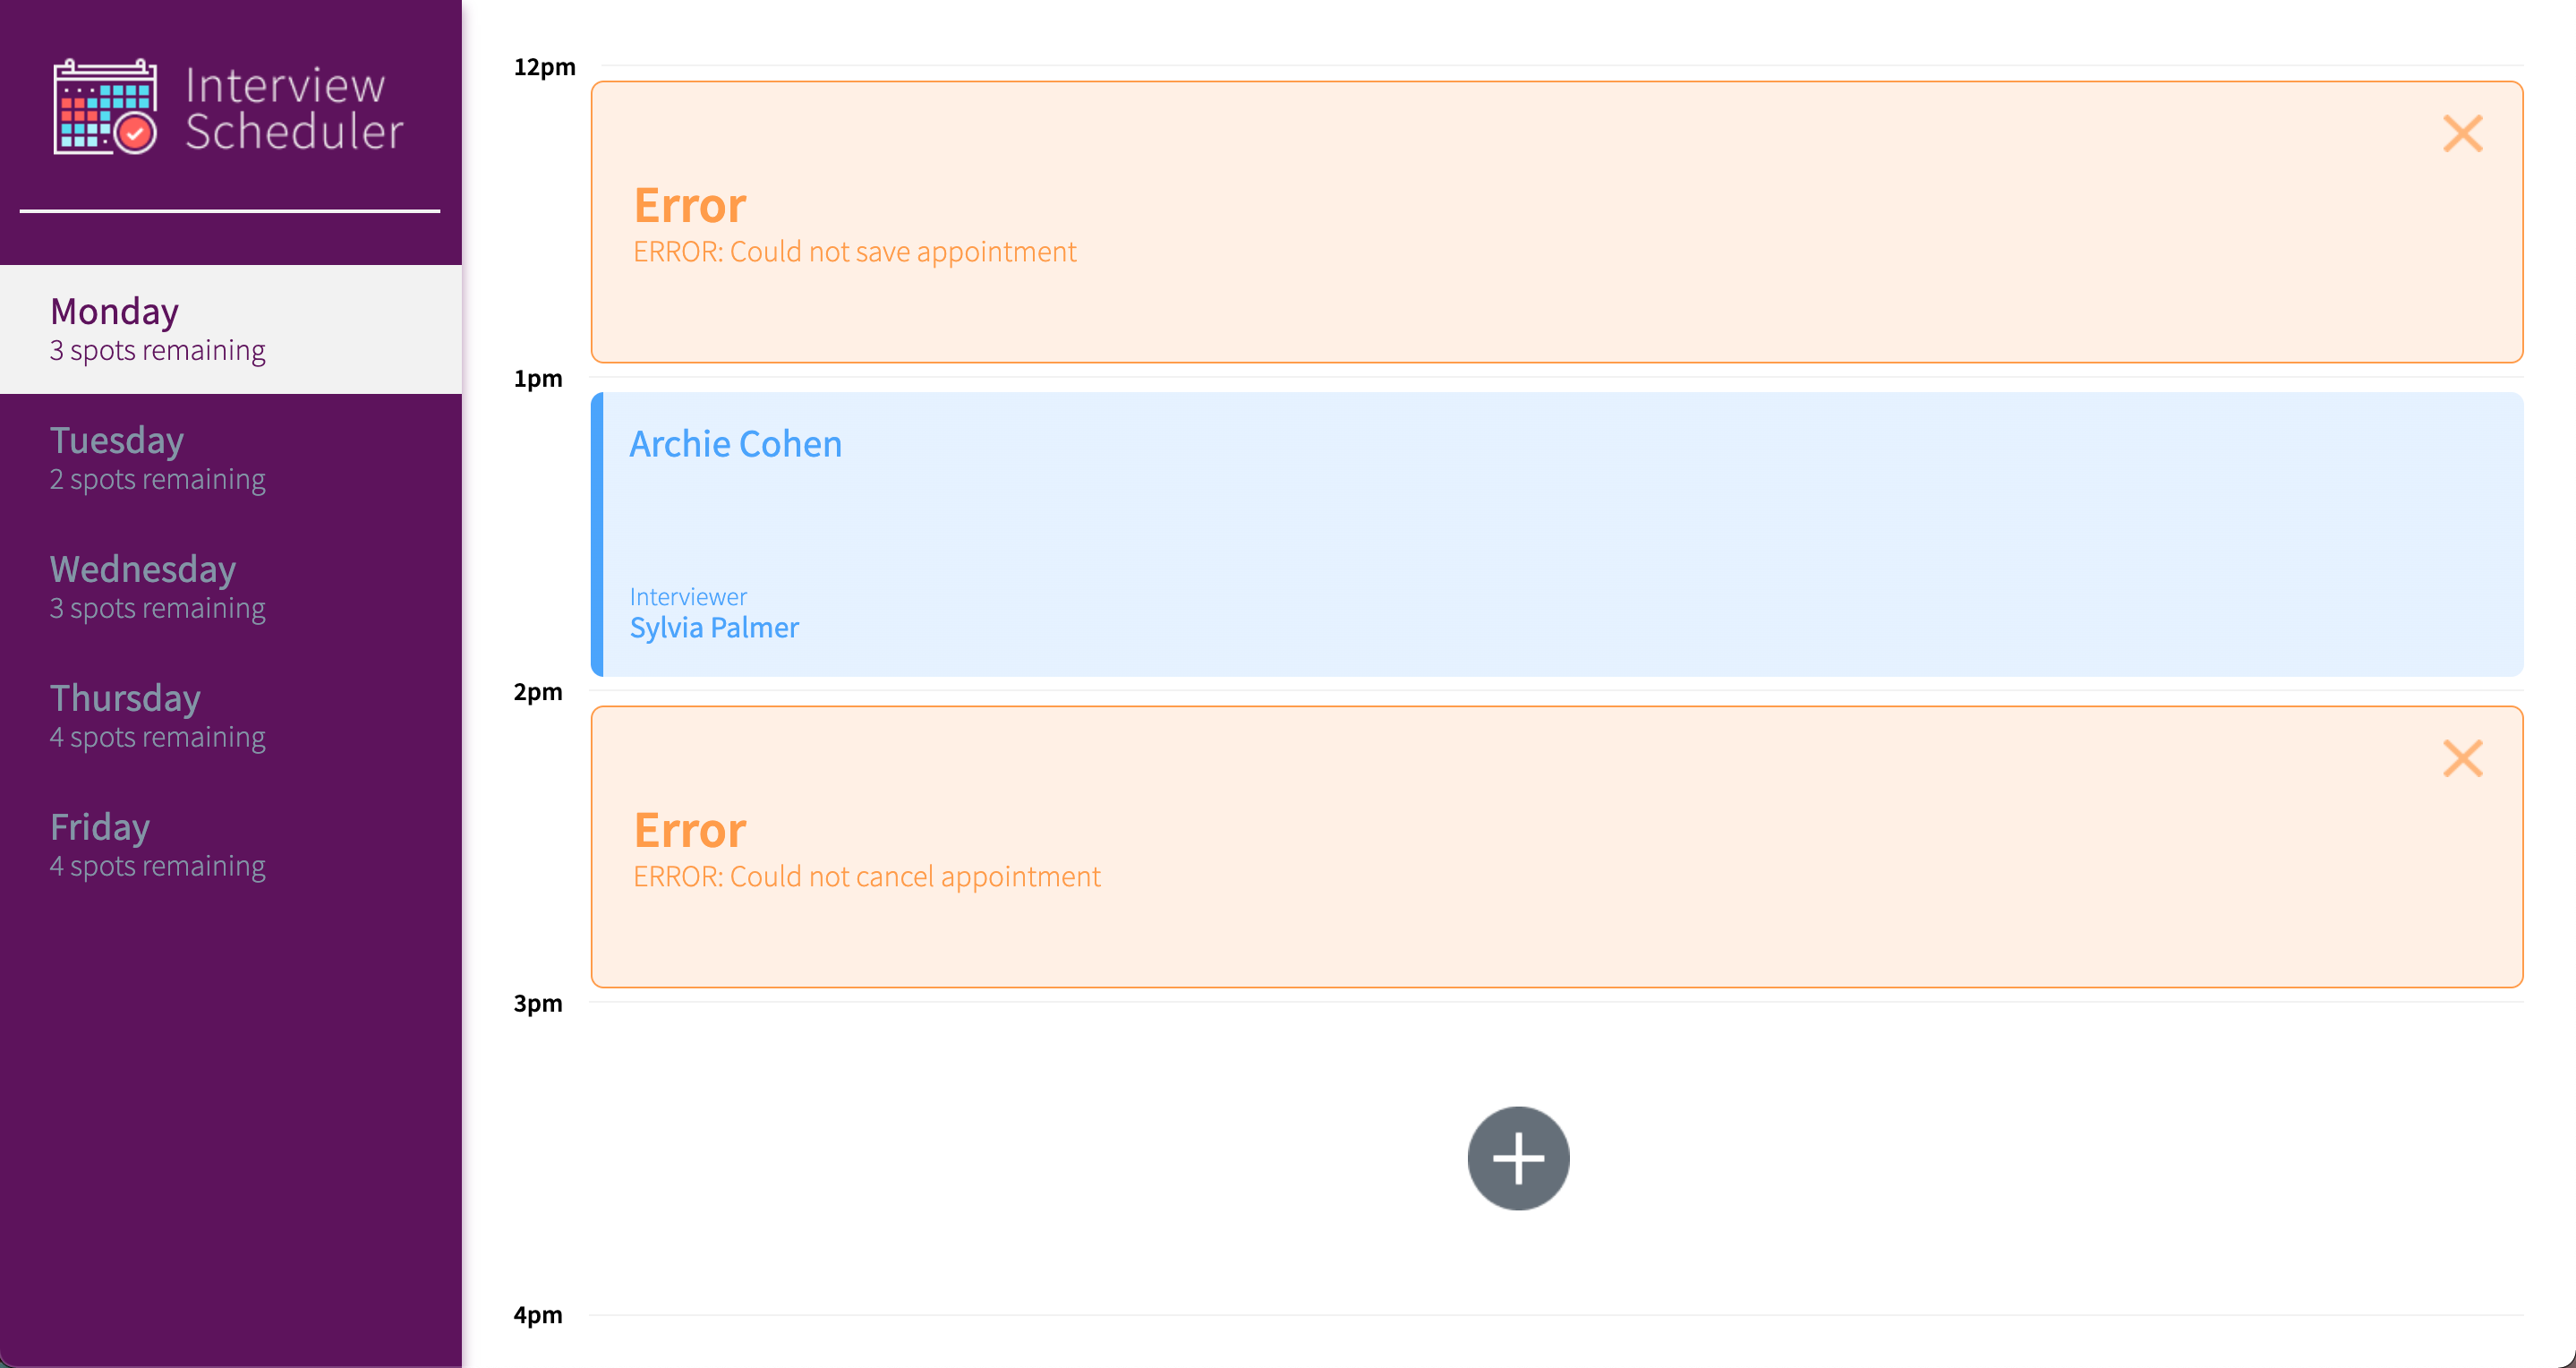 Interview
Scheduler
Monday
3 spots remaining
Tuesday
2 spots remaining
Wednesday
3 spots remaining
Thursday
4 spots remaining
Friday
4 spots remaining
12pm
Error
ERROR: Could not save appointment
1pm
Archie Cohen
Interviewer
Sylvia Palmer
2pm
Error
ERROR: Could not cancel appointment
3pm
4pm